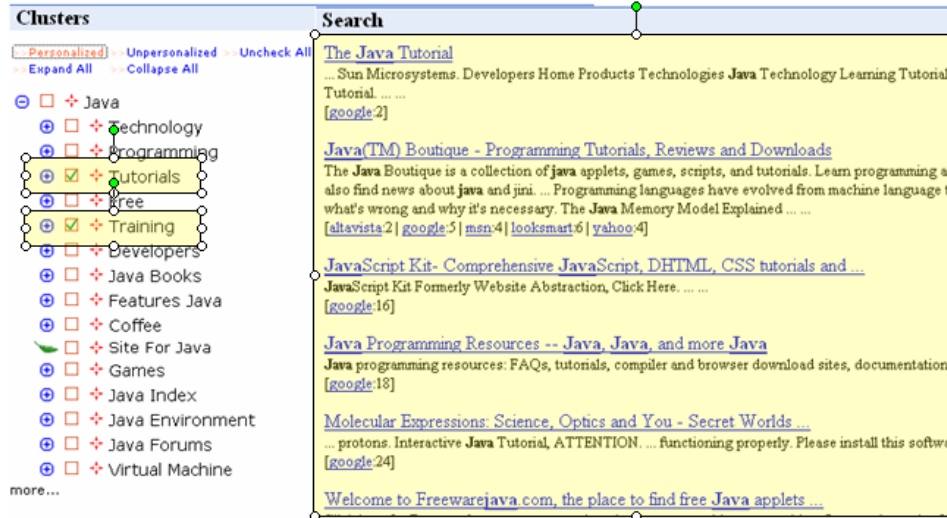 Clusters
>>Personalized >>Unpersonalized >>Uncheck All
>>Expand All >>Collapse All
Java
Technology
Programming
Tutorials
Free
Training
Developers
Java Books
Features Java
Coffee
Site For Java
Games
Java Index
Java Environment
Java Forums
Virtual Machine
more...
Search
The Java Tutorial
... Sun Microsystems. Developers Home Products Technologies Java Technology Learning Tutorial
Tutorial. ... ...
[google:2]
Java(TM) Boutique - Programming Tutorials, Reviews and Downloads
The Java Boutique is a collection of java applets, games, scripts, and tutorials. Learn programming a
also find news about java and jini. ... Programming languages have evolved from machine language
what's wrong and why it's necessary. The Java Memory Model Explained ... ...
[altavista:2| google:5| msn:4| looksmart:6| yahoo:4]
JavaScript Kit- Comprehensive JavaScript, DHTML, CSS tutorials and ...
JavaScript Kit Formerly Website Abstraction, Click Here. ... ...
[google:16]
Java Programming Resources -- Java, Java, and more Java
Java programming resources: FAQs, tutorials, compiler and browser download sites, documentation
[google:18]
Molecular Expressions: Science, Optics and You - Secret Worlds ...
... protons. Interactive Java Tutorial, ATTENTION. ... functioning properly. Please install this softwa
[google:24]
Welcome to Freewarejava.com, the place to find free Java applets ...